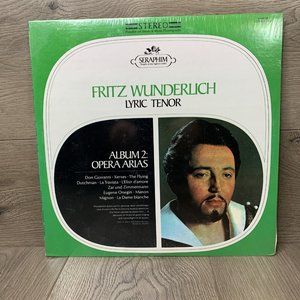 STEREO
SERAPHIM
FRITZ WUNDERLICH
LYRIC TENOR
ALBUM 2:
OPERA ARIAS
Don Giovanni · Xerxes · The Flying
Dutchman · La Traviata · L'Elisir d'amore
Zar und Zimmermann
Eugene Onegin · Manon
Mignon · La Dame blanche